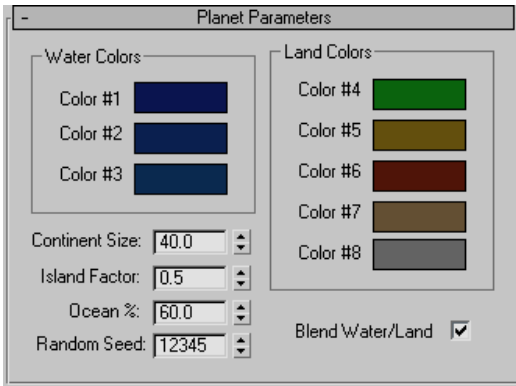 - Planet Parameters
Water Colors
Color #1
Color #2
Color #3
Land Colors
Color #4
Color #5
Color #6
Color #7
Color #8
Continent Size: 40.0
Island Factor: 0.5
Ocean %: 60.0
Random Seed: 12345
Blend Water/Land